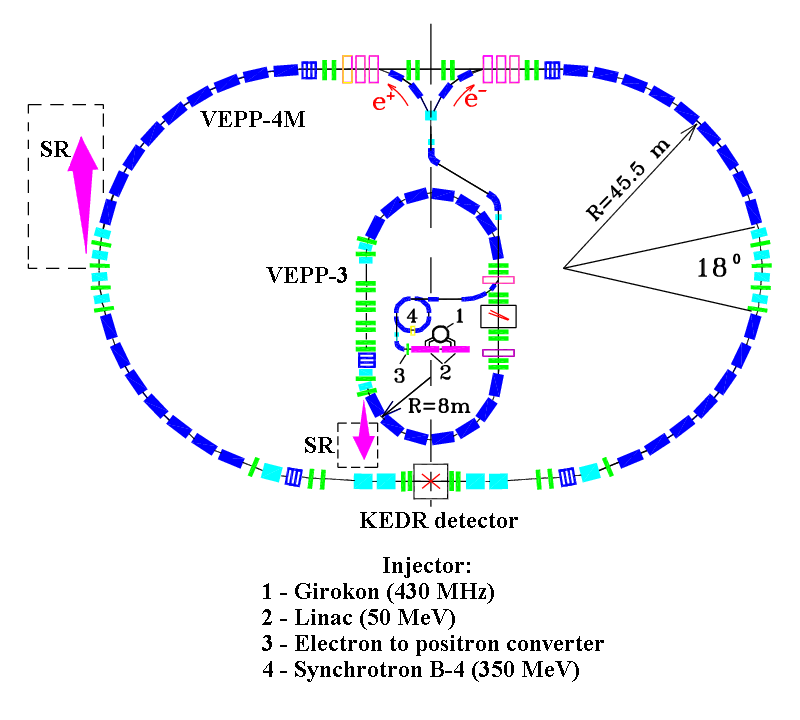 e⁺
e⁻
VEPP-4M
SR
R=45.5 m
18⁰
VEPP-3
4
1
3
2
R=8m
SR
KEDR detector
Injector:
1 - Girokon (430 MHz)
2 - Linac (50 MeV)
3 - Electron to positron converter
4 - Synchrotron B-4 (350 MeV)